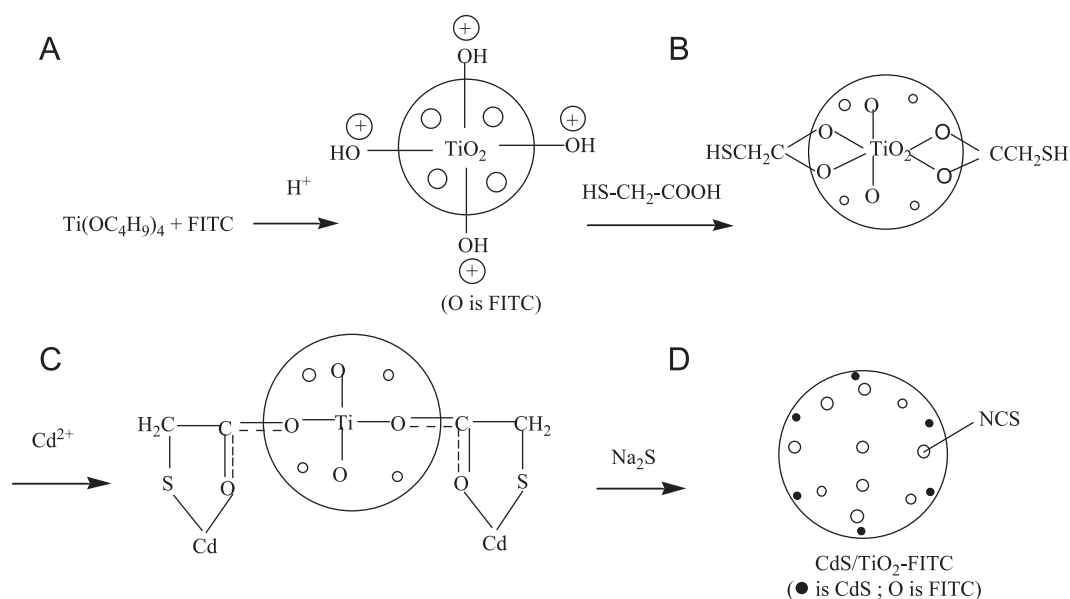 A
Ti(OC₄H₉)₄ + FITC
H⁺
⊕
OH
⊕
HO
TiO₂
⊕
OH
OH
⊕
(O is FITC)
HS-CH₂-COOH
B
O
O
O
HSCH₂C
TiO₂
CCH₂SH
O
O
O
C
Cd²⁺
O
H₂C
C
O
Ti
O
C
CH₂
O
S
O
O
S
Cd
Cd
Na₂S
D
NCS
CdS/TiO₂-FITC
(● is CdS ; O is FITC)